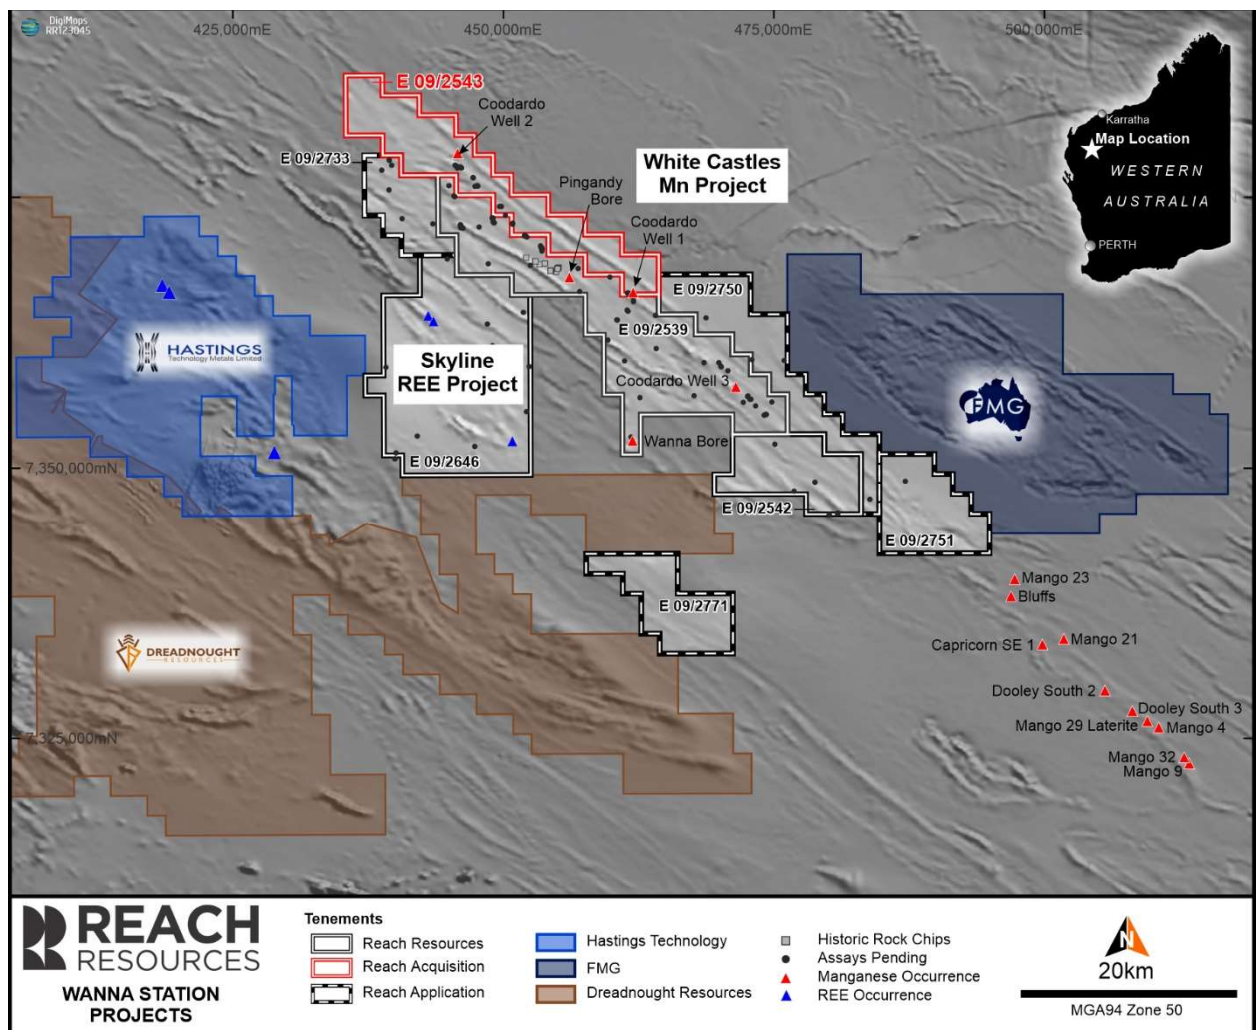 DigiMaps
RR123045
425,000mE
450,000mE
475,000mE
500,000mE
E 09/2543
Coodardo
Well 2
E 09/2733
White Castles
Mn Project
Pingandy
Bore
Coodardo
Well 1
Karratha
Map Location
WESTERN
AUSTRALIA
PERTH
E 09/2750
E 09/2539
HASTINGS
Technology Metals Limited
Skyline
REE Project
Coodardo Well 3
FMG
Wanna Bore
E 09/2646
7,350,000mN
E 09/2542
E 09/2751
Mango 23
Bluffs
E 09/2771
Capricorn SE 1
Mango 21
DREADNOUGHT
RESOURCES
Dooley South 2
Dooley South 3
Mango 29 Laterite
Mango 4
7,325,000mN
Mango 32
Mango 9
REACH
RESOURCES
WANNA STATION
PROJECTS
Tenements
Reach Resources
Reach Acquisition
Reach Application
Hastings Technology
FMG
Dreadnought Resources
Historic Rock Chips
Assays Pending
Manganese Occurrence
REE Occurrence
N
20km
MGA94 Zone 50